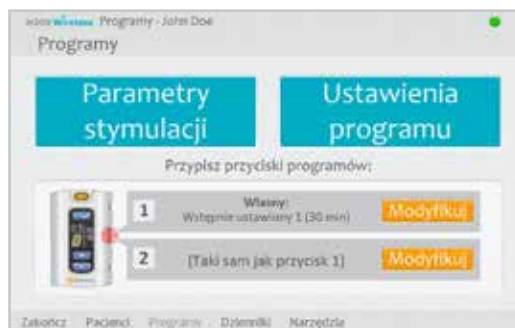 Programy - John Doe
Programy
Parametry
stymulacji
Ustawienia
programu
Przypisz przyciski programów:
1
Własny:
Wstępnie ustawiony 1 (30 min)
Modyfikuj
2
[Taki sam jak przycisk 1]
Modyfikuj
Zakończ Pacjenci Programy Dzienniki Narzędzia